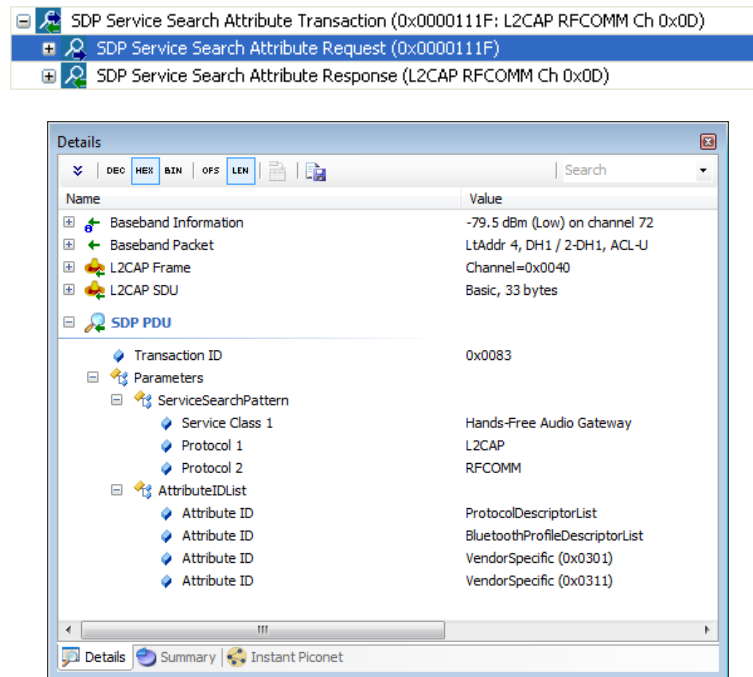 SDP Service Search Attribute Transaction (0x0000111F: L2CAP RFCOMM Ch 0x0D)
SDP Service Search Attribute Request (0x0000111F)
SDP Service Search Attribute Response (L2CAP RFCOMM Ch 0x0D)
Details
DEC HEX BIN OFS LEN Search
Name Value
Baseband Information -79.5 dBm (Low) on channel 72
Baseband Packet LtAddr 4, DH1 / 2-DH1, ACL-U
L2CAP Frame Channel=0x0040
L2CAP SDU Basic, 33 bytes
SDP PDU
Transaction ID 0x0083
Parameters
ServiceSearchPattern
Service Class 1 Hands-Free Audio Gateway
Protocol 1 L2CAP
Protocol 2 RFCOMM
AttributeIDList
Attribute ID ProtocolDescriptorList
Attribute ID BluetoothProfileDescriptorList
Attribute ID VendorSpecific (0x0301)
Attribute ID VendorSpecific (0x0311)
Details Summary Instant Piconet